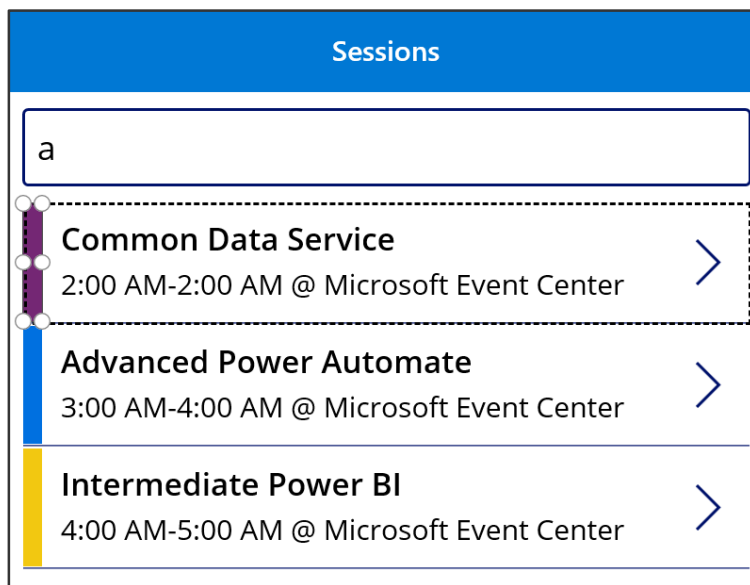 Sessions
a
Common Data Service
2:00 AM-2:00 AM @ Microsoft Event Center
Advanced Power Automate
3:00 AM-4:00 AM @ Microsoft Event Center
Intermediate Power BI
4:00 AM-5:00 AM @ Microsoft Event Center